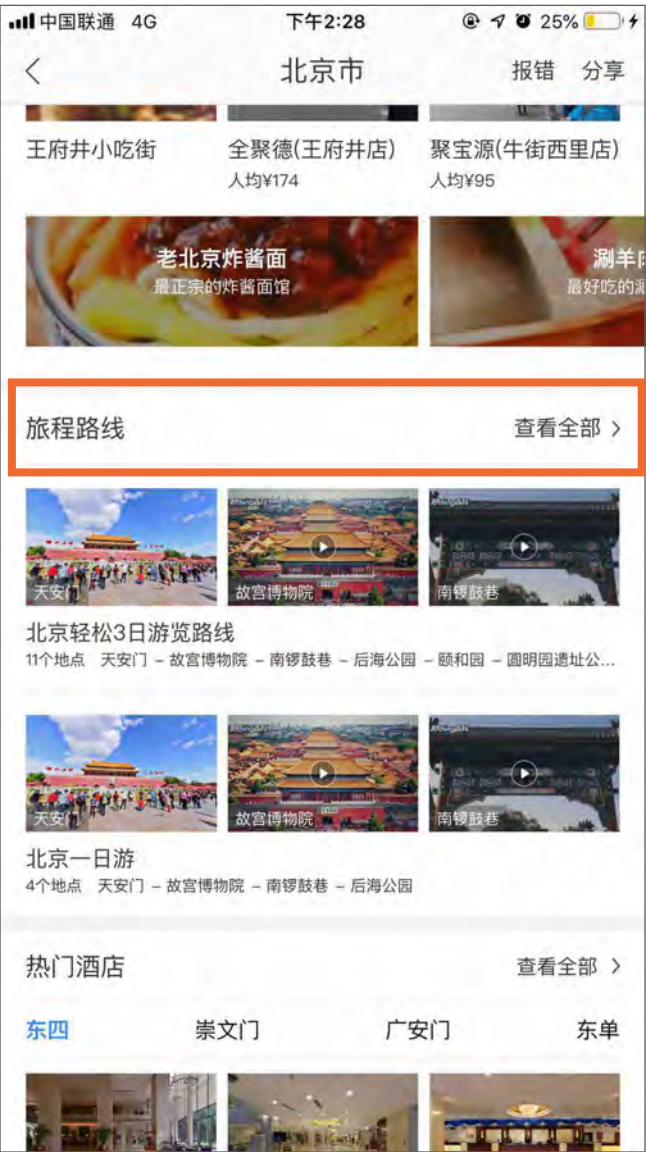 中国联通 4G 下午2:28 25%
北京市 报错 分享
王府井小吃街 全聚德(王府井店) 聚宝源(牛街西里店)
人均¥174 人均¥95
老北京炸酱面 涮羊
最正宗的炸酱面馆 最好吃的
旅程路线 查看全部
天安门 故宫博物院 南锣鼓巷
北京轻松3日游览路线
11个地点 天安门 – 故宫博物院 – 南锣鼓巷 – 后海公园 – 颐和园 – 圆明园遗址公...
天安门 故宫博物院 南锣鼓巷
北京一日游
4个地点 天安门 – 故宫博物院 – 南锣鼓巷 – 后海公园
热门酒店 查看全部
东四 崇文门 广安门 东单